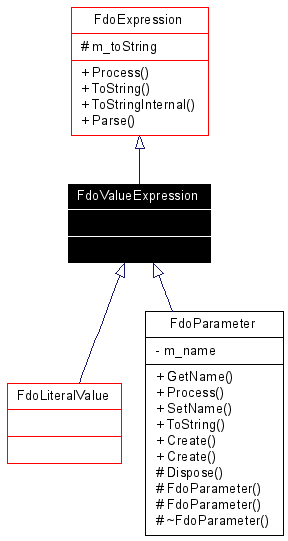 FdoExpression
# m_toString
+ Process()
+ ToString()
+ ToStringInternal()
+ Parse()
FdoValueExpression
FdoLiteralValue
FdoParameter
- m_name
+ GetName()
+ Process()
+ SetName()
+ ToString()
+ Create()
+ Create()
# Dispose()
# FdoParameter()
# FdoParameter()
# ~FdoParameter()